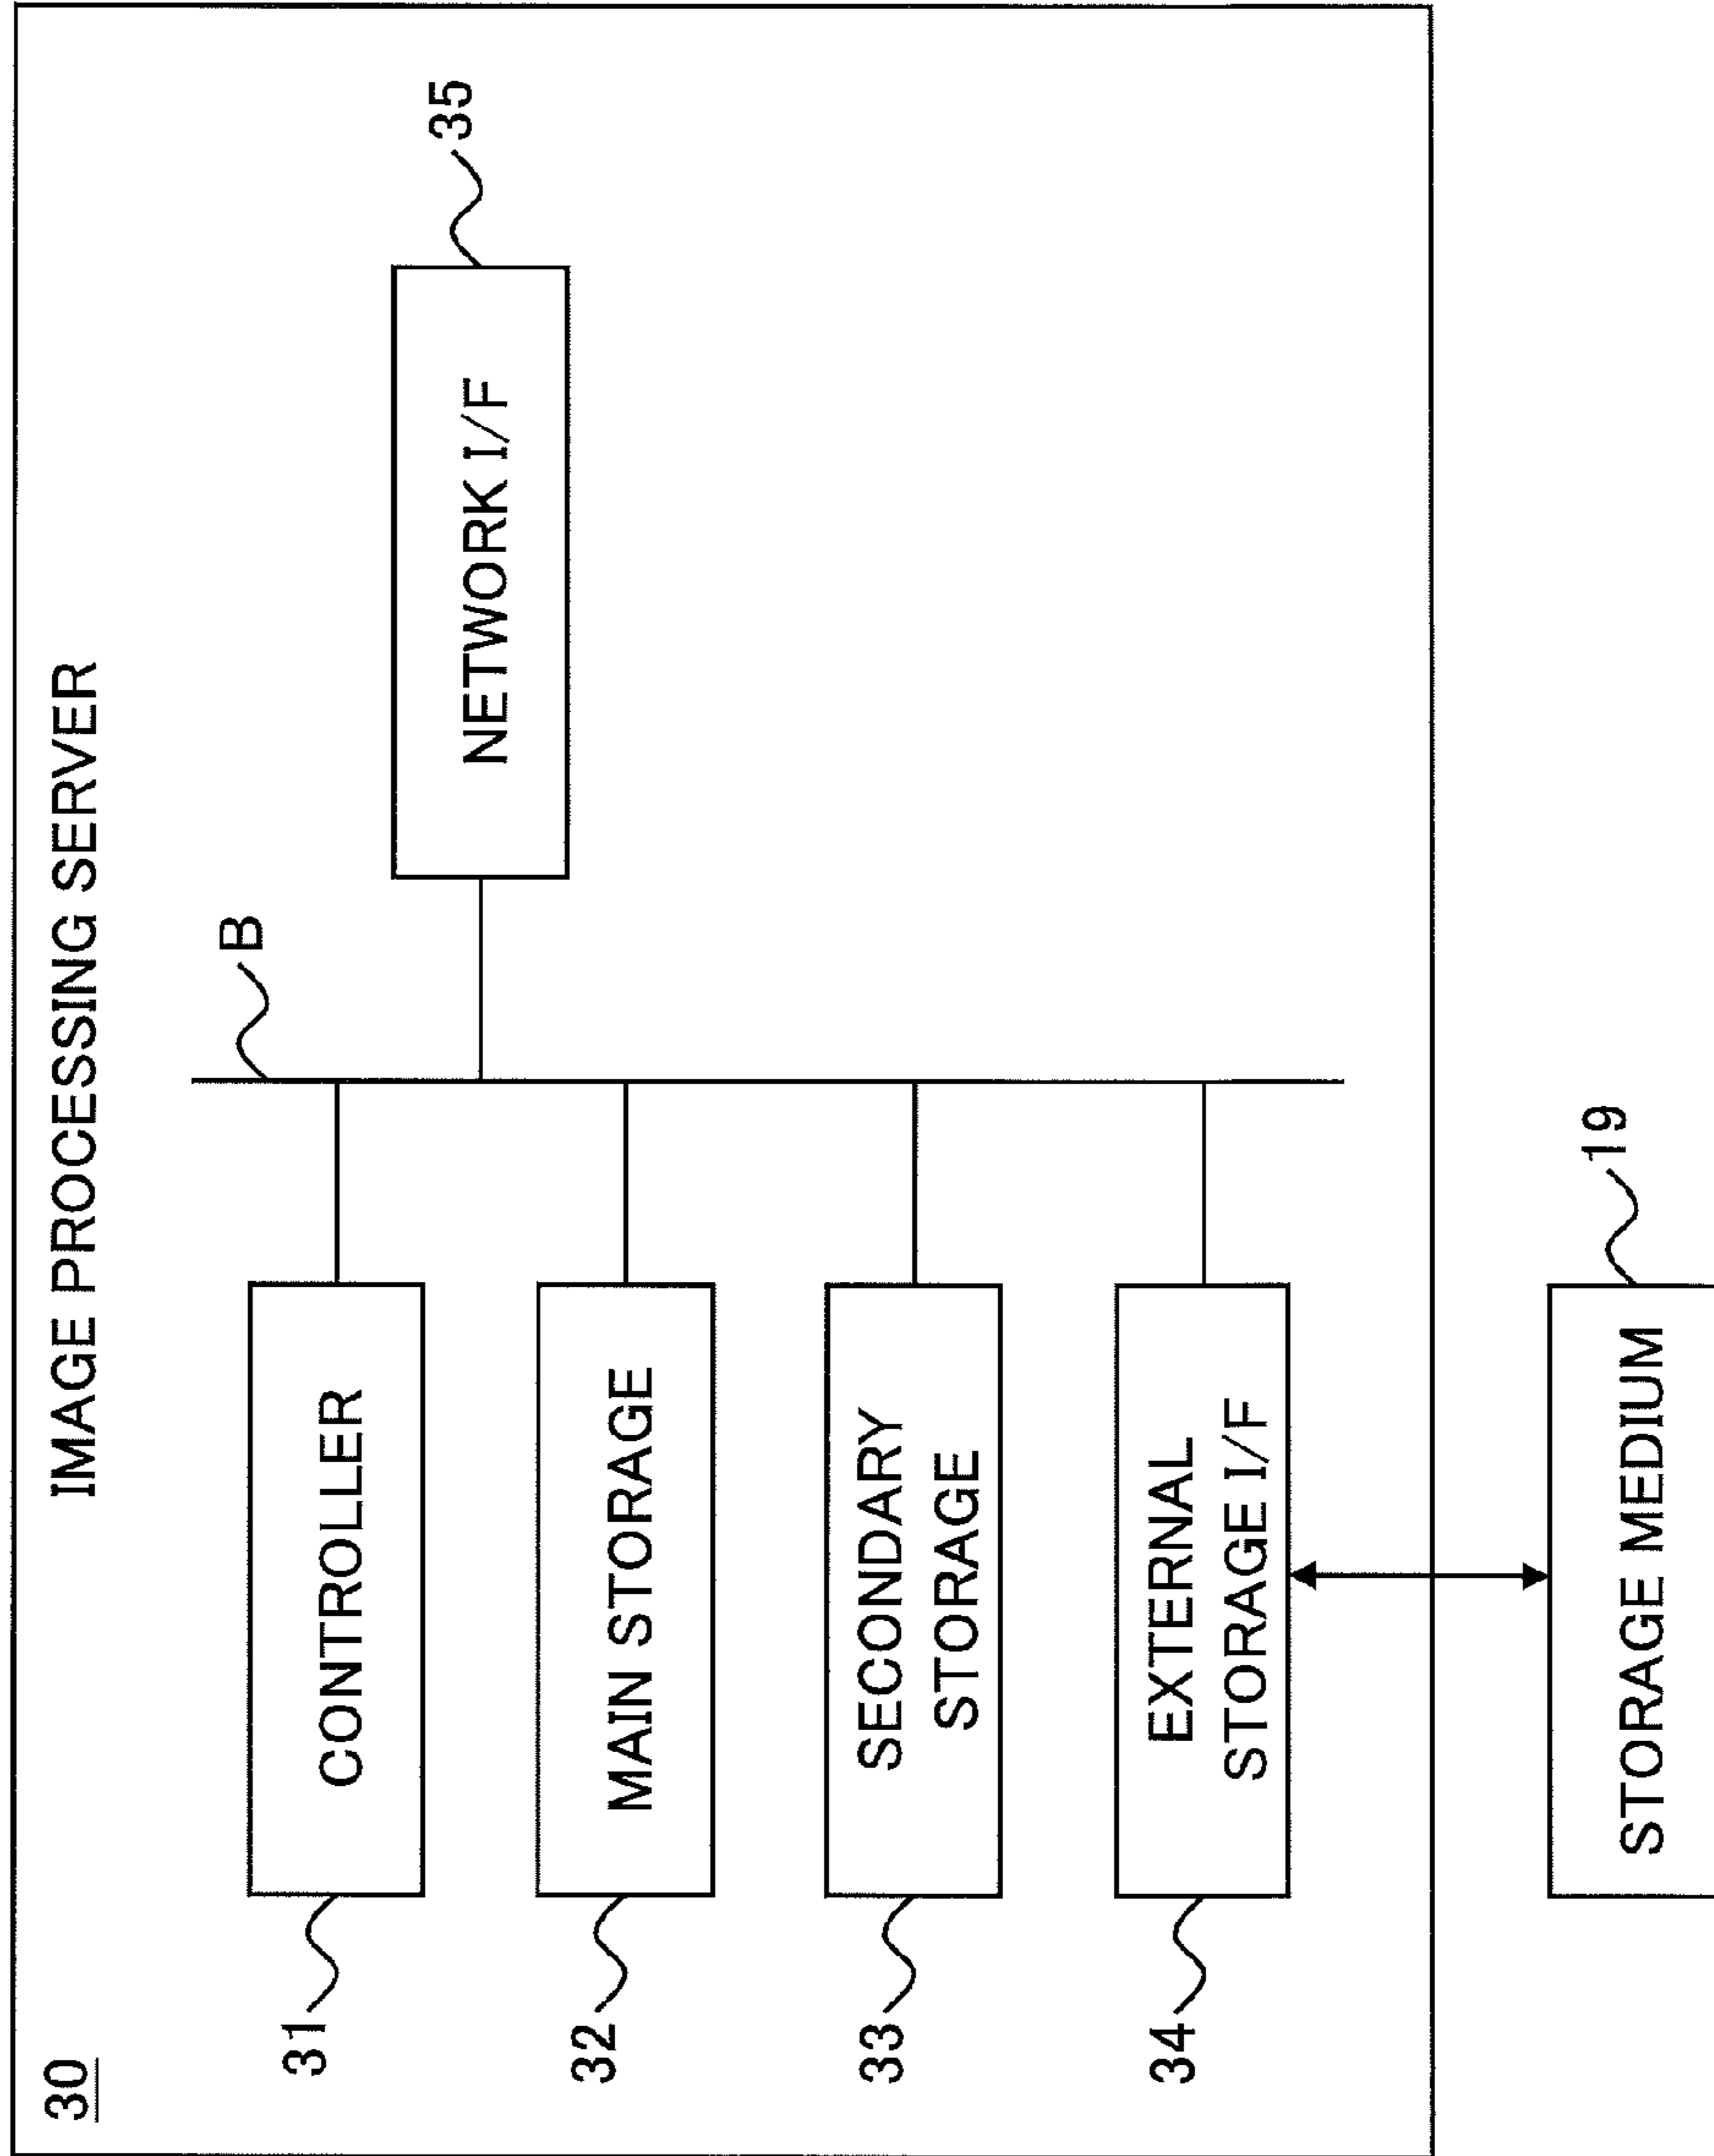 30
IMAGE PROCESSING SERVER
B
31
CONTROLLER
NETWORK I/F
35
32
MAIN STORAGE
33
SECONDARY
STORAGE
34
EXTERNAL
STORAGE I/F
STORAGE MEDIUM
19